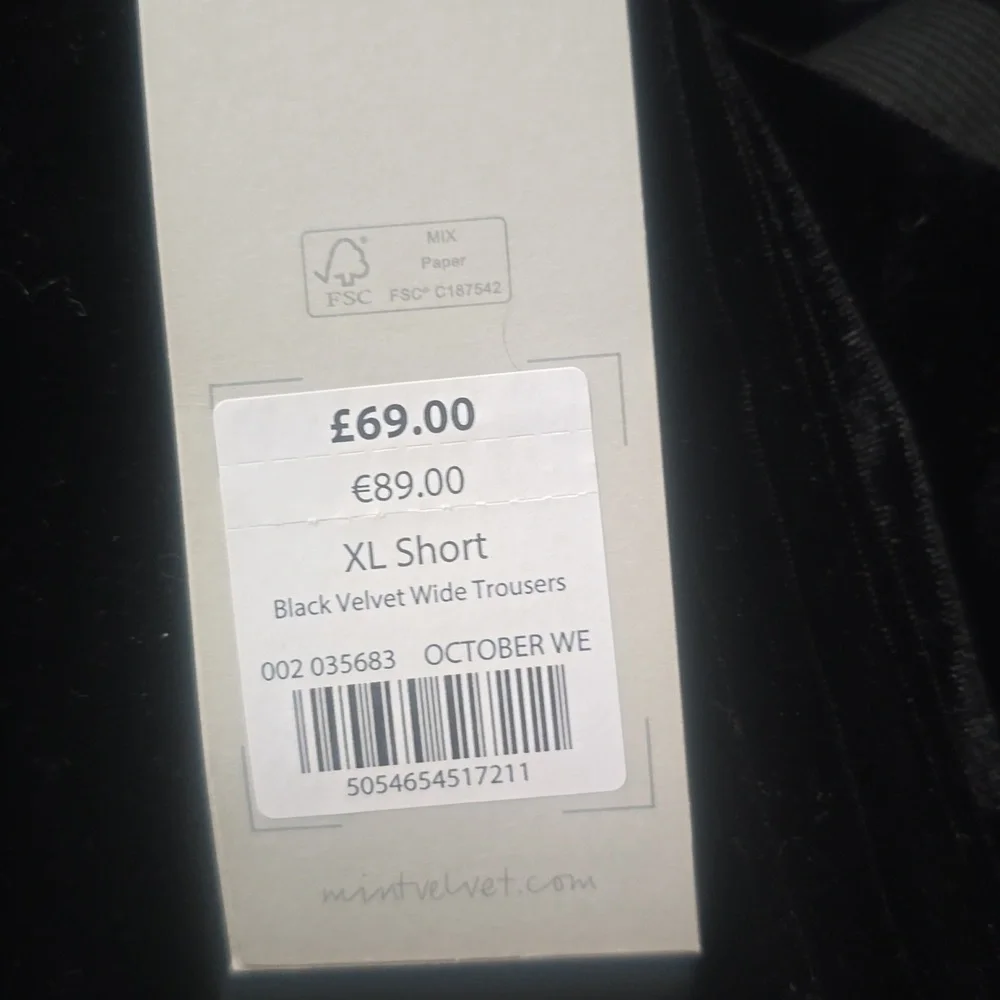 MIX
Paper
FSC® C187542
FSC
£69.00
€89.00
XL Short
Black Velvet Wide Trousers
002 035683 OCTOBER WE
5054654517211
mintvelvet.com